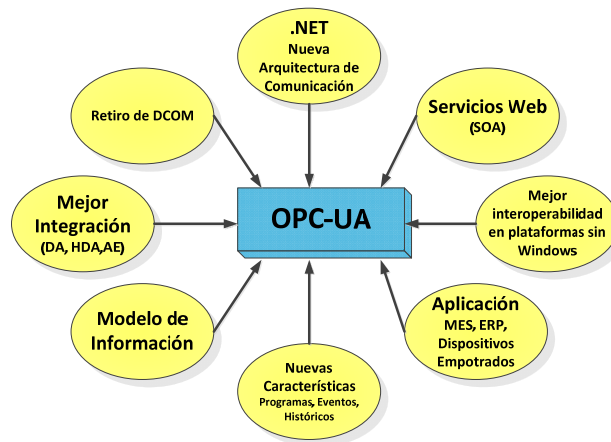 .NET
Nueva
Arquitectura de
Comunicación
Retiro de DCOM
Servicios Web
(SOA)
Mejor
Integración
(DA, HDA,AE)
OPC-UA
Mejor
interoperabilidad
en plataformas sin
Windows
Modelo de
Información
Aplicación
MES, ERP,
Dispositivos
Empotrados
Nuevas
Características
Programas, Eventos,
Históricos